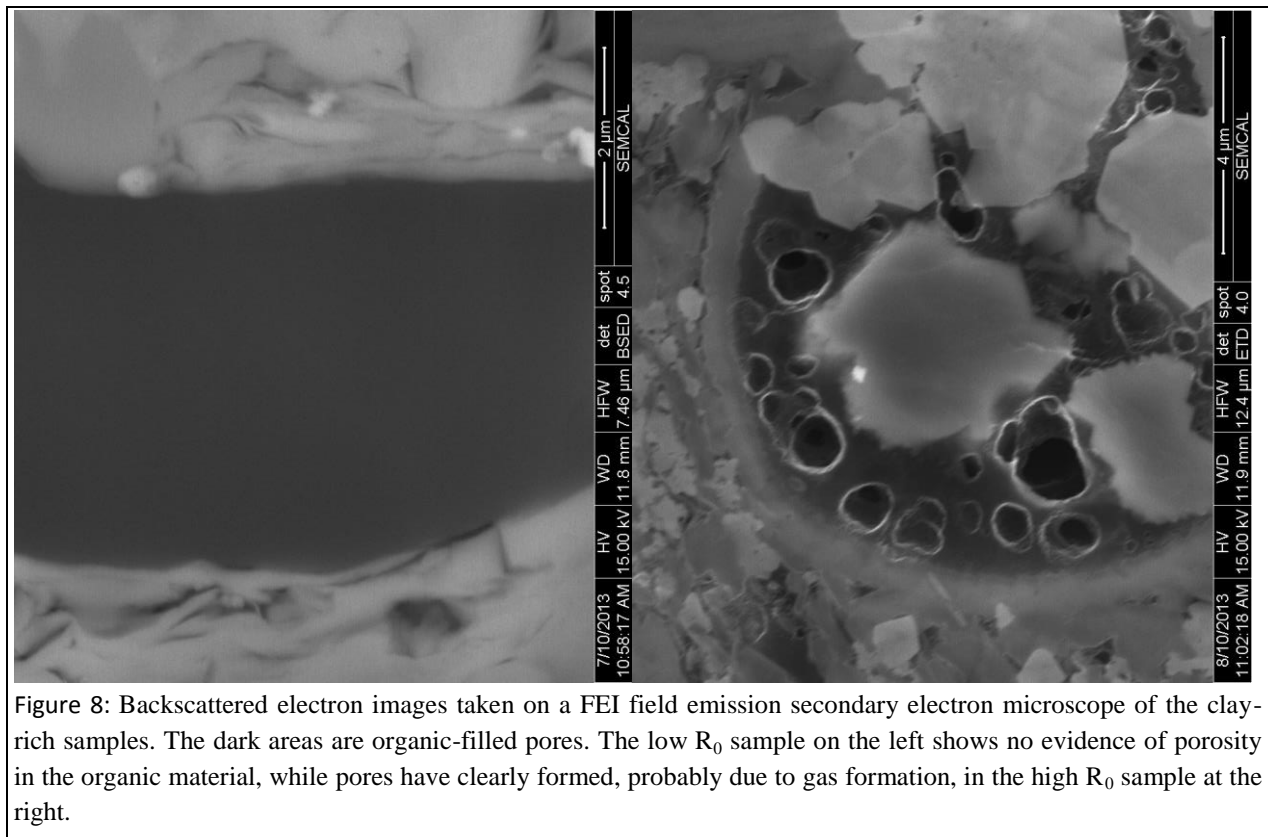 7/10/2013
10:58:17 AM
HV
15.00 kV
WD
11.8 mm
HFW
7.46 µm
det
BSED
spot
4.5
2 µm
SEMCAL
8/10/2013
11:02:18 AM
HV
15.00 kV
WD
11.9 mm
HFW
12.4 µm
det
ETD
spot
4.0
4 µm
SEMCAL
Figure 8: Backscattered electron images taken on a FEI field emission secondary electron microscope of the clay-
rich samples. The dark areas are organic-filled pores. The low R₀ sample on the left shows no evidence of porosity
in the organic material, while pores have clearly formed, probably due to gas formation, in the high R₀ sample at the
right.